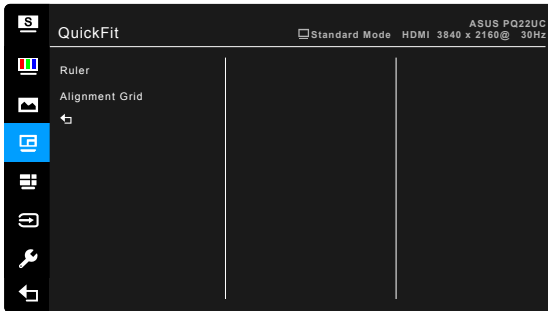 S
ASUS PQ22UC
QuickFit
Standard Mode HDMI 3840 x 2160@ 30Hz
Ruler
Alignment Grid